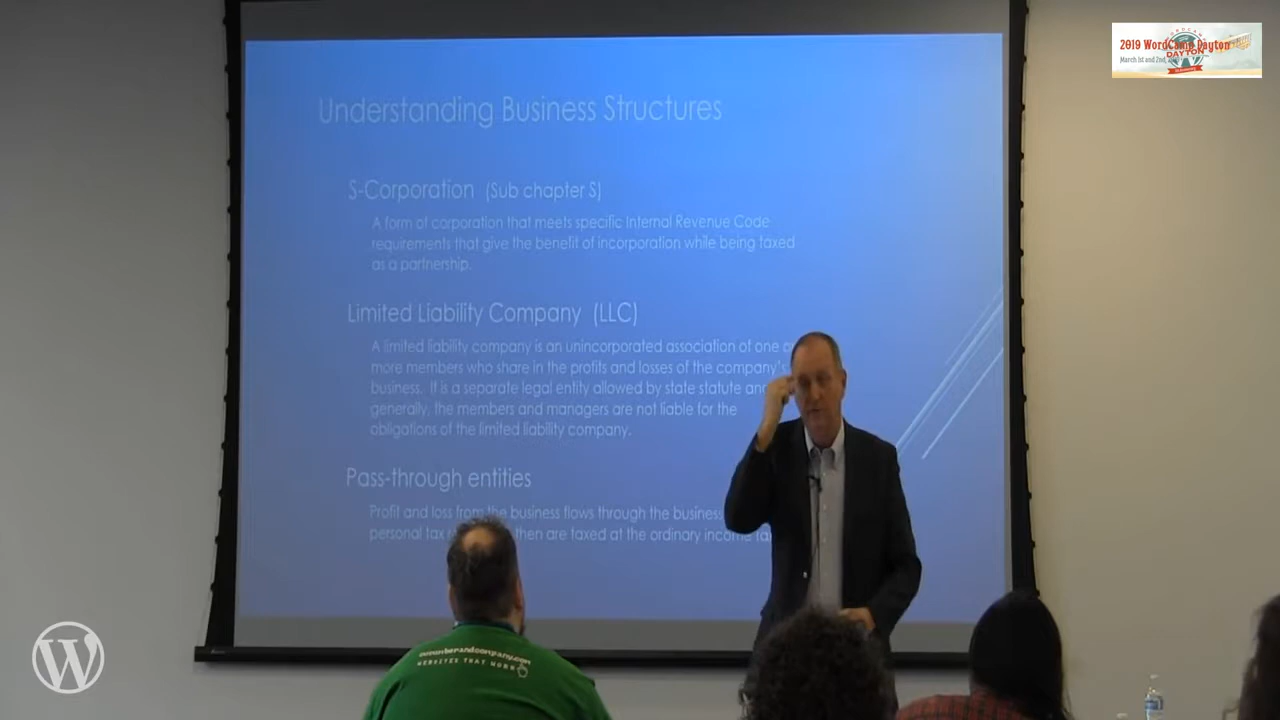 2019 WordCamp Dayton
March 1st and 2nd,
DAYTON
Understanding Business Structures
S-Corporation (Sub chapter S)
A form of corporation that meets specific Internal Revenue Code
requirements that give the benefit of incorporation while being taxed
as a partnership.
Limited Liability Company (LLC)
A limited liability company is an unincorporated association of one
more members who share in the profits and losses of the company's
business. It is a separate legal entity allowed by state statute and
generally, the members and managers are not liable for the
obligations of the limited liability company.
Pass-through entities
Profit and loss from the business flows through the business
personal tax then are taxed at the ordinary income
WEBSITES THAT WORK
W